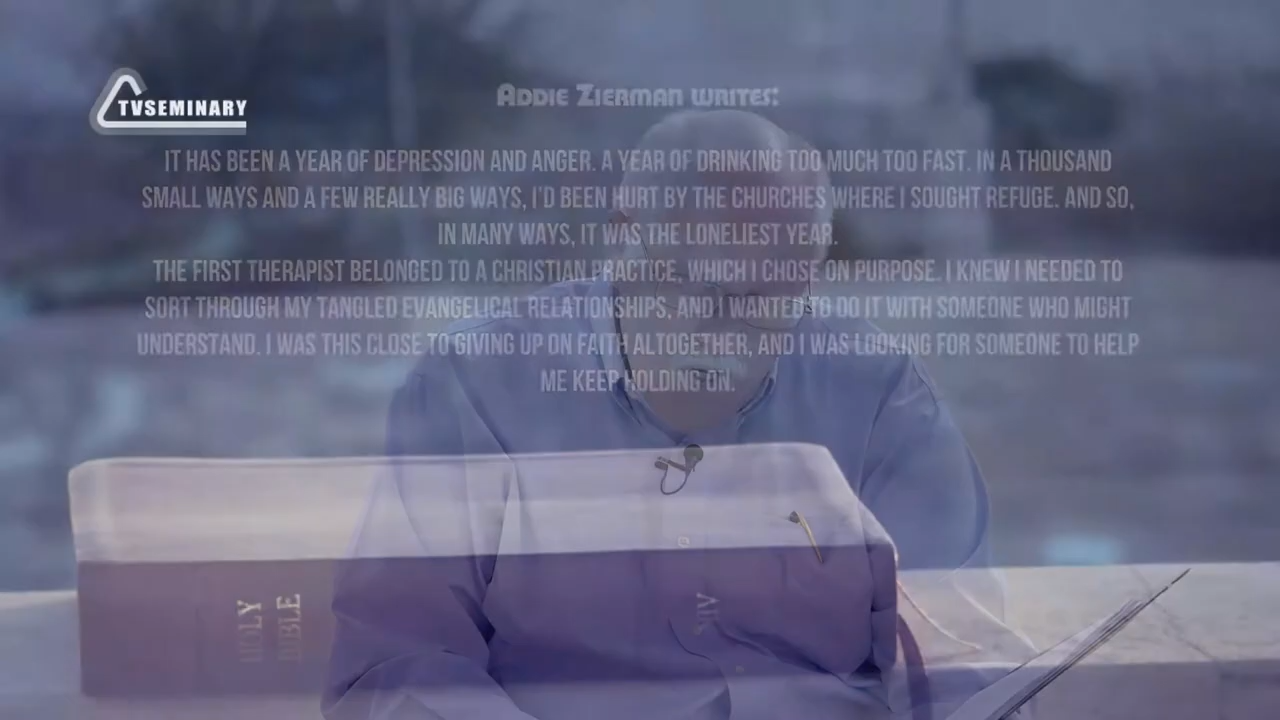 TVSEMINARY
ADDIE ZIERMAN WRITES:
IT HAS BEEN A YEAR OF DEPRESSION AND ANGER. A YEAR OF DRINKING TOO MUCH TOO FAST. IN A THOUSAND
SMALL WAYS AND A FEW REALLY BIG WAYS, I'D BEEN HURT BY THE CHURCHES WHERE I SOUGHT REFUGE. AND SO,
IN MANY WAYS, IT WAS THE LONELIEST YEAR.
THE FIRST THERAPIST BELONGED TO A CHRISTIAN PRACTICE, WHICH I CHOSE ON PURPOSE. I KNEW I NEEDED TO
SORT THROUGH MY TANGLED EVANGELICAL RELATIONSHIPS, AND I WANTED TO DO IT WITH SOMEONE WHO MIGHT
UNDERSTAND. I WAS THIS CLOSE TO GIVING UP ON FAITH ALTOGETHER, AND I WAS LOOKING FOR SOMEONE TO HELP
ME KEEP HOLDING ON.
HOLY
BIBLE
NIV